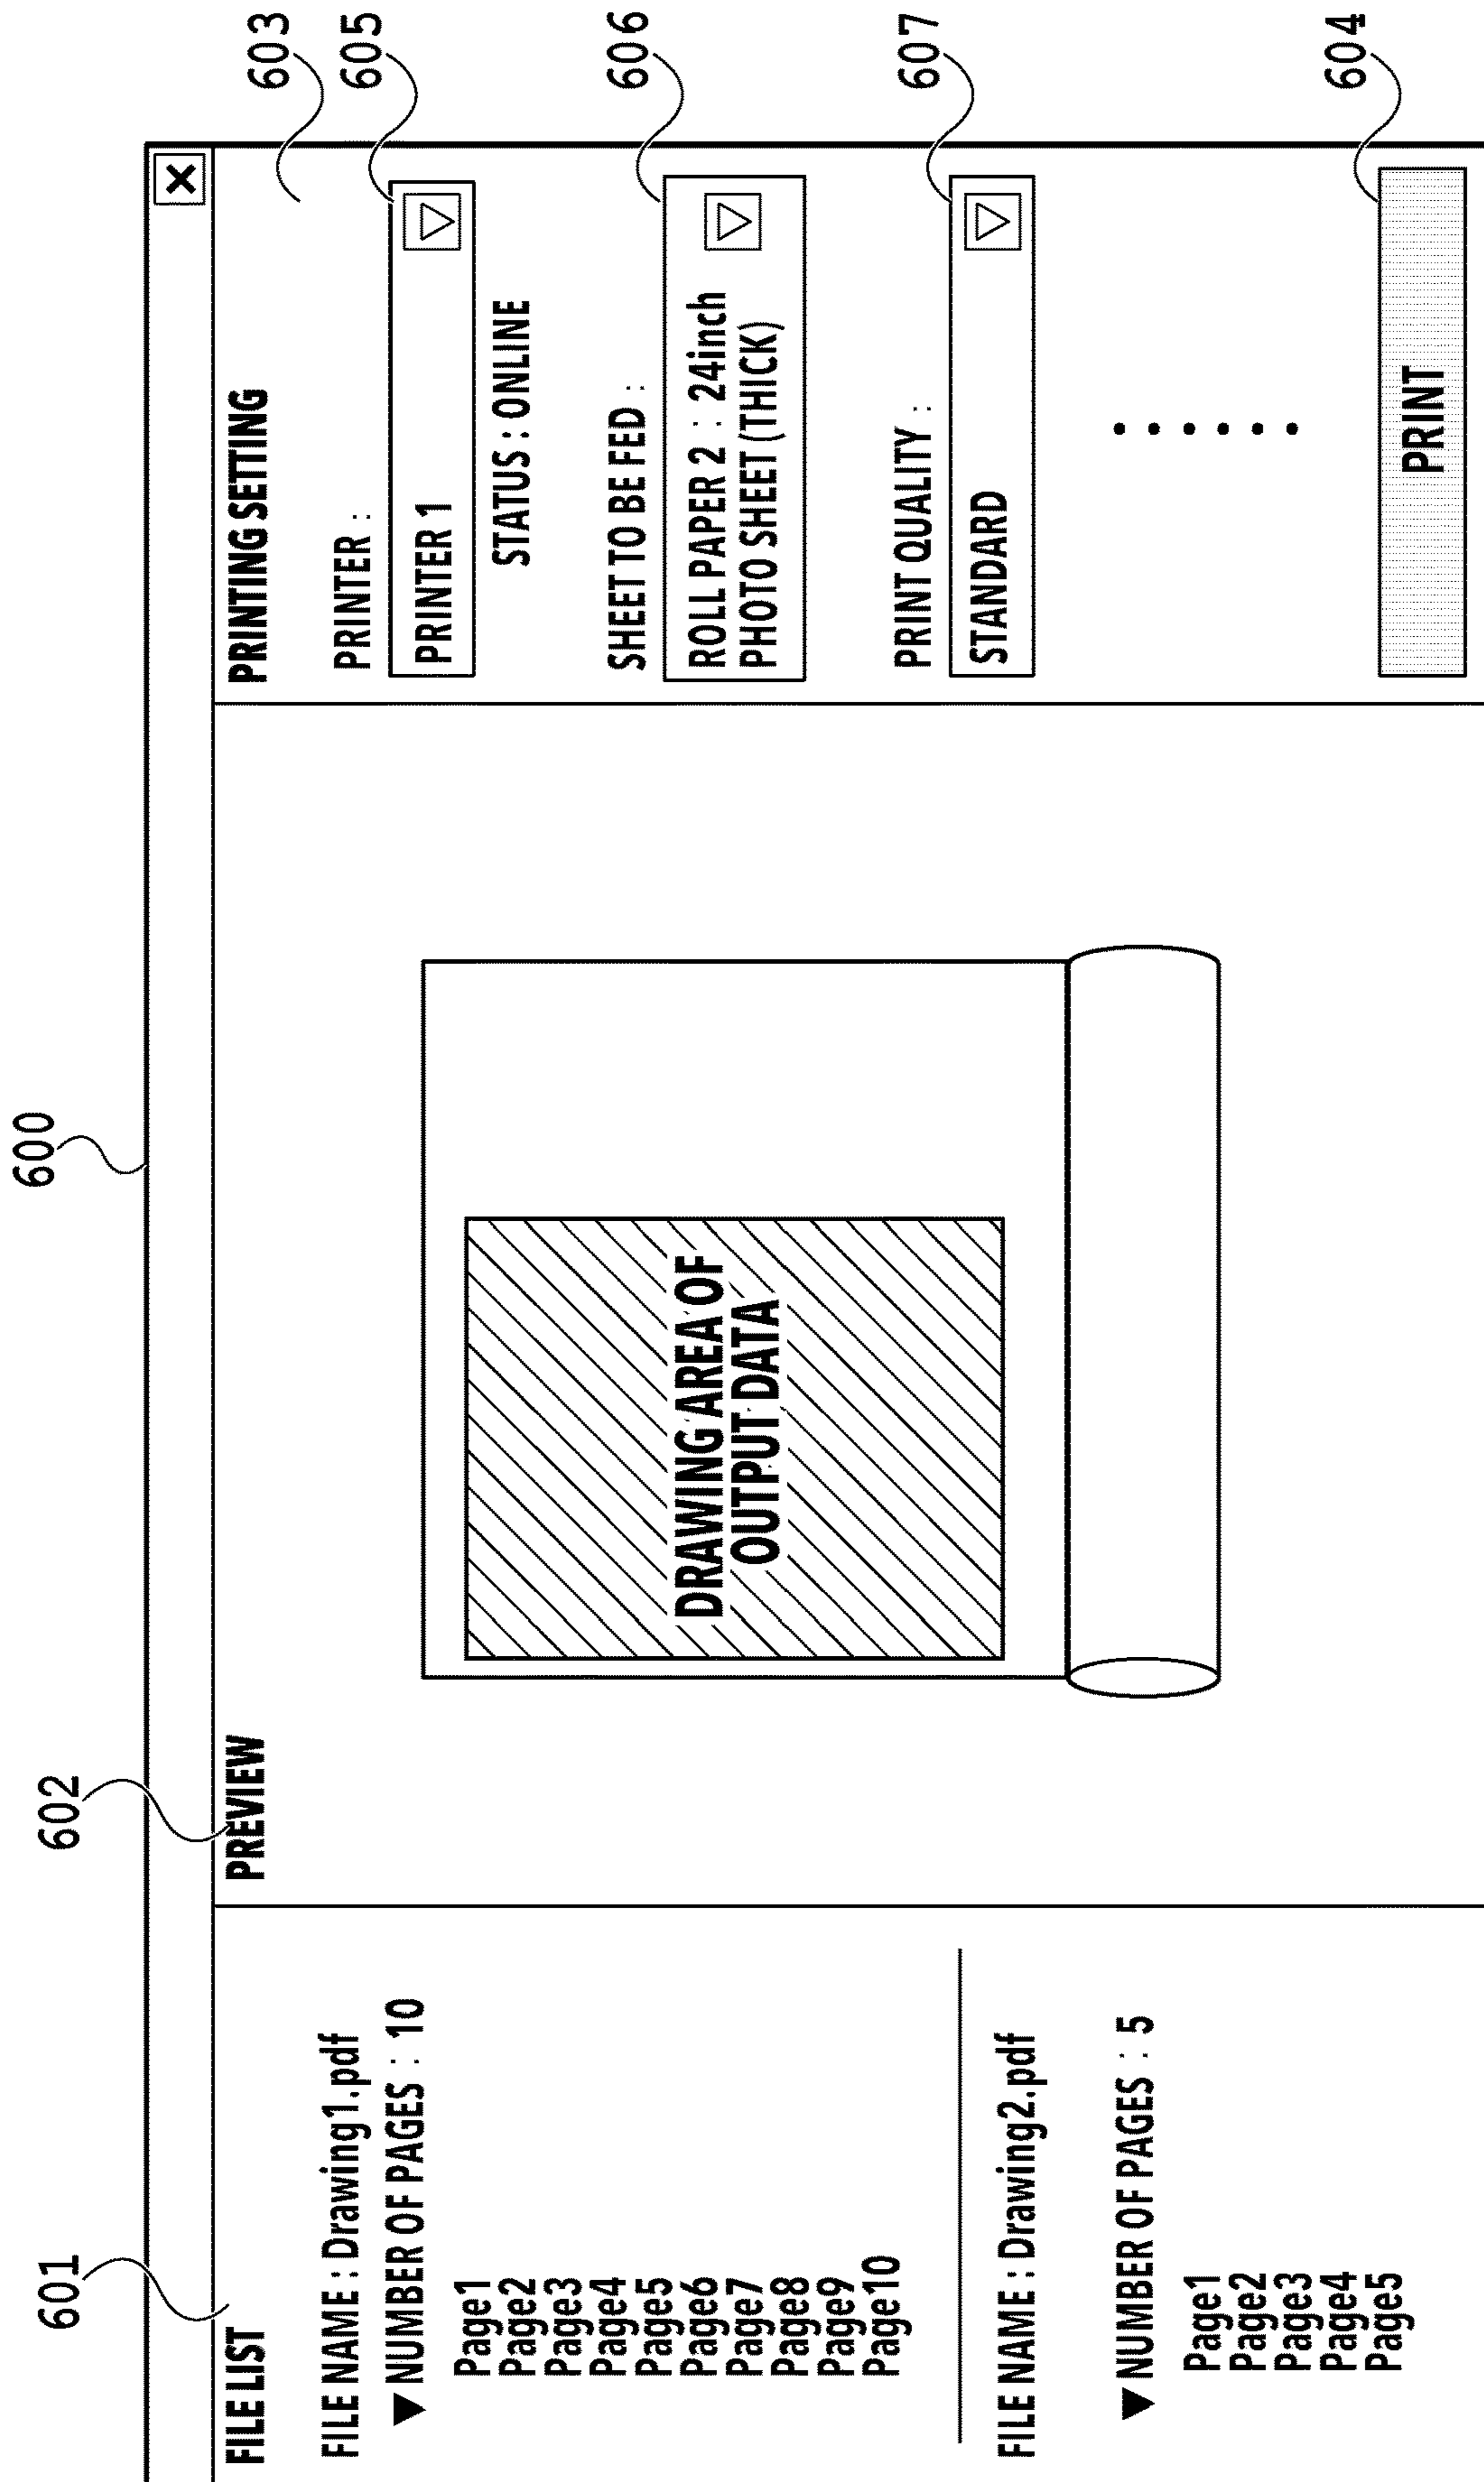 600
601
602
603
FILE LIST
FILE NAME : Drawing1.pdf
▼ NUMBER OF PAGES : 10
Page1
Page2
Page3
Page4
Page5
Page6
Page7
Page8
Page9
Page10
FILE NAME : Drawing2.pdf
▼ NUMBER OF PAGES : 5
Page1
Page2
Page3
Page4
Page5
PREVIEW
DRAWING AREA OF
OUTPUT DATA
PRINTING SETTING
PRINTER :
605
PRINTER 1
STATUS : ONLINE
SHEET TO BE FED :
606
ROLL PAPER 2 : 24inch
PHOTO SHEET (THICK)
PRINT QUALITY :
607
STANDARD
604
PRINT